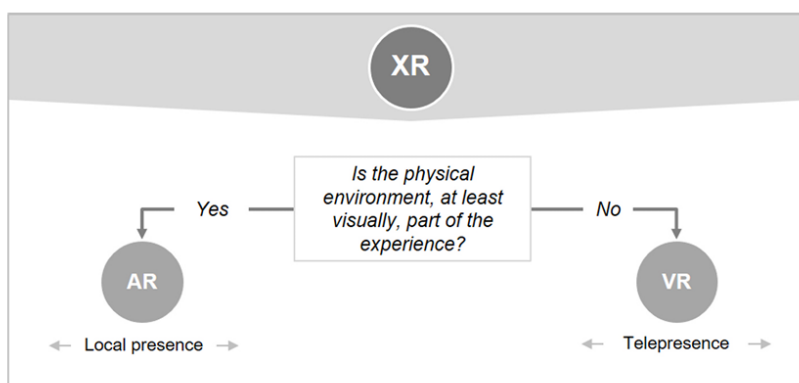 XR
Is the physical
environment, at least
visually, part of the
experience?
Yes
No
AR
VR
Local presence
Telepresence